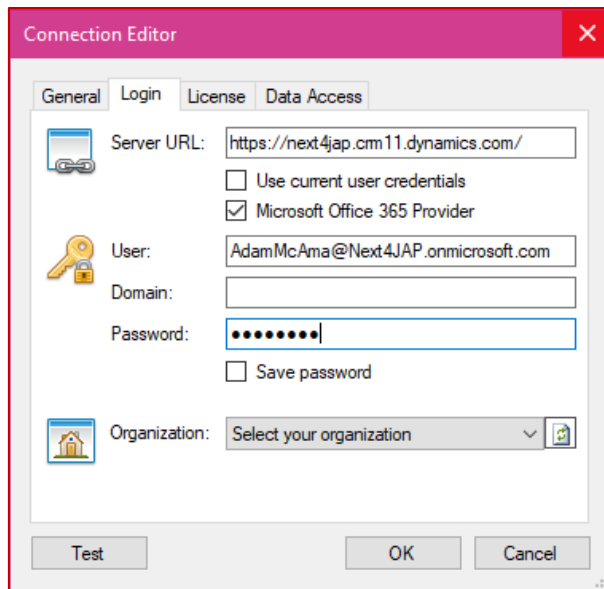 Connection Editor
General Login License Data Access
Server URL: https://next4jap.crm11.dynamics.com/
Use current user credentials
Microsoft Office 365 Provider
User: AdamMcAma@Next4JAP.onmicrosoft.com
Domain:
Password: ●●●●●●●●
Save password
Organization: Select your organization
Test OK Cancel